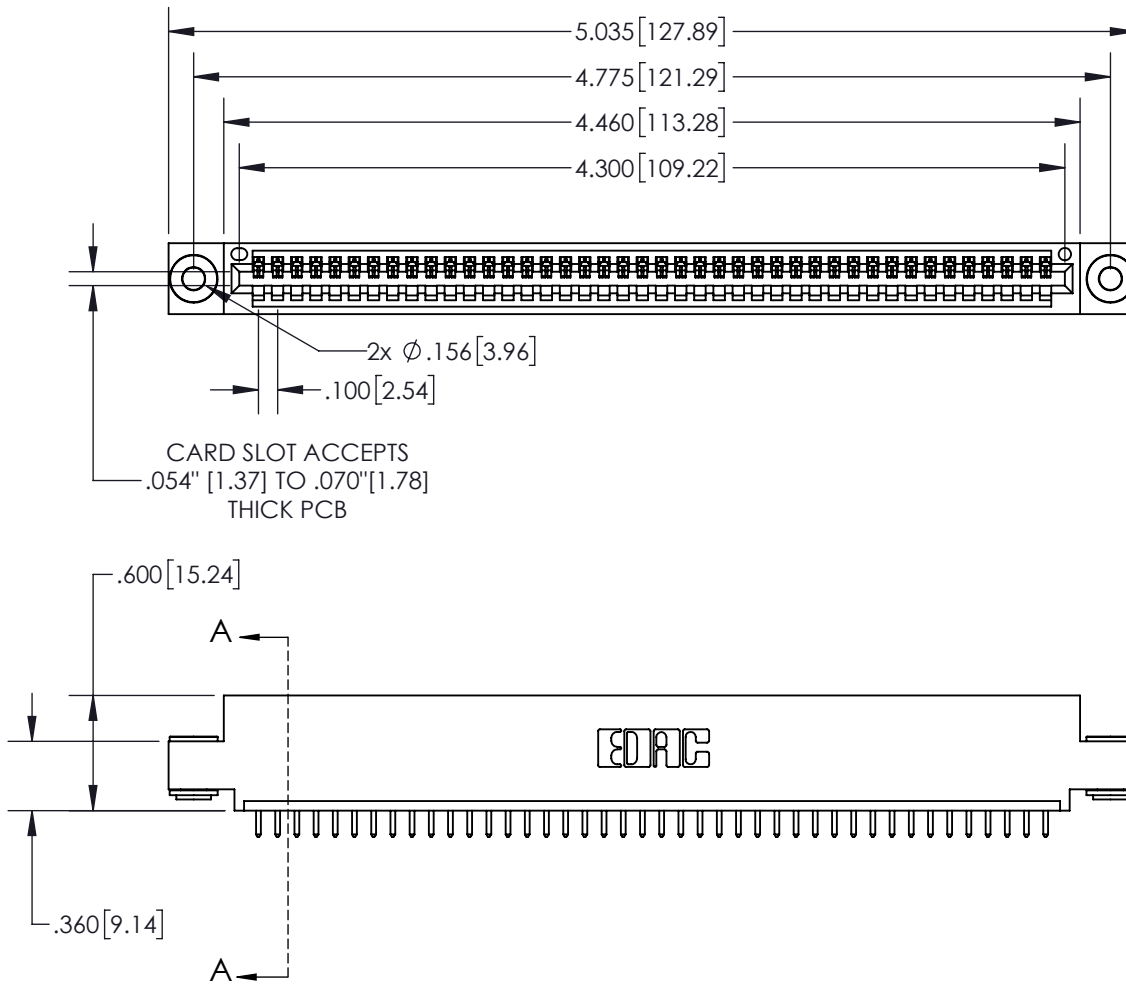 5.035[127.89]
4.775[121.29]
4.460[113.28]
4.300[109.22]
2x Ø.156[3.96]
.100[2.54]
CARD SLOT ACCEPTS
.054" [1.37] TO .070"[1.78]
THICK PCB
.600[15.24]
A
EDAC
.360[9.14]
A